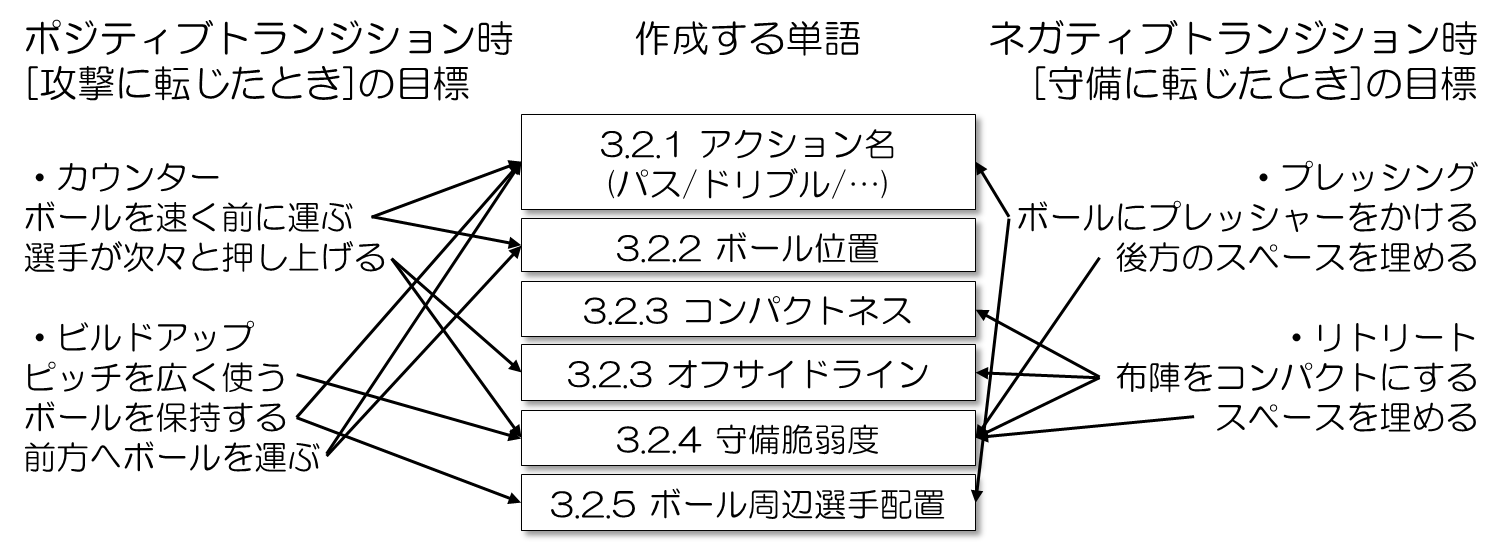 ポジティブトランジション時
[攻撃に転じたとき]の目標
・カウンター
ボールを速く前に運ぶ
選手が次々と押し上げる
・ビルドアップ
ピッチを広く使う
ボールを保持する
前方へボールを運ぶ
作成する単語
3.2.1 アクション名
(パス/ドリブル/…)
3.2.2 ボール位置
3.2.3 コンパクトネス
3.2.3 オフサイドライン
3.2.4 守備脆弱度
3.2.5 ボール周辺選手配置
ネガティブトランジション時
[守備に転じたとき]の目標
・プレッシング
ボールにプレッシャーをかける
後方のスペースを埋める
・リトリート
布陣をコンパクトにする
スペースを埋める